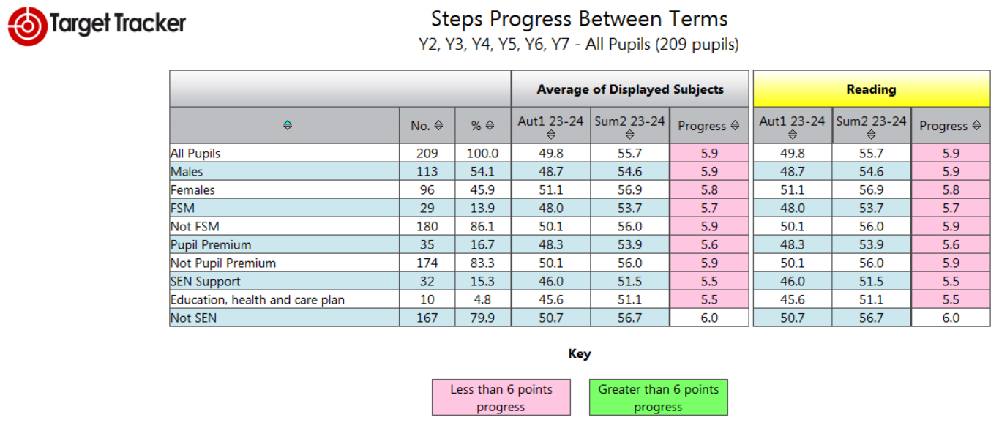 Target Tracker
Steps Progress Between Terms
Y2, Y3, Y4, Y5, Y6, Y7 - All Pupils (209 pupils)
Average of Displayed Subjects Reading
No. % Aut1 23-24 Sum2 23-24 Progress Aut1 23-24 Sum2 23-24 Progress
All Pupils 209 100.0 49.8 55.7 5.9 49.8 55.7 5.9
Males 113 54.1 48.7 54.6 5.9 48.7 54.6 5.9
Females 96 45.9 51.1 56.9 5.8 51.1 56.9 5.8
FSM 29 13.9 48.0 53.7 5.7 48.0 53.7 5.7
Not FSM 180 86.1 50.1 56.0 5.9 50.1 56.0 5.9
Pupil Premium 35 16.7 48.3 53.9 5.6 48.3 53.9 5.6
Not Pupil Premium 174 83.3 50.1 56.0 5.9 50.1 56.0 5.9
SEN Support 32 15.3 46.0 51.5 5.5 46.0 51.5 5.5
Education, health and care plan 10 4.8 45.6 51.1 5.5 45.6 51.1 5.5
Not SEN 167 79.9 50.7 56.7 6.0 50.7 56.7 6.0
Key
Less than 6 points
progress
Greater than 6 points
progress